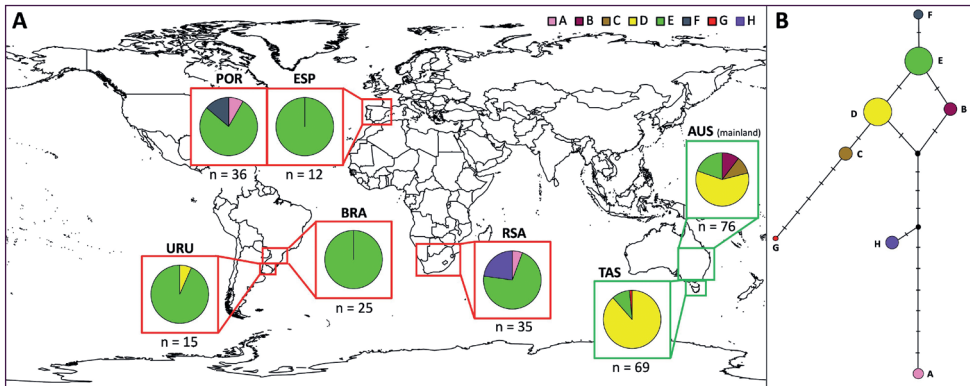 A
A B C D E F G H
B
POR ESP
n = 36 n = 12
AUS (mainland)
n = 76
BRA
n = 25
URU
n = 15
RSA
n = 35
TAS
n = 69
F
E
D
B
C
H
G
A